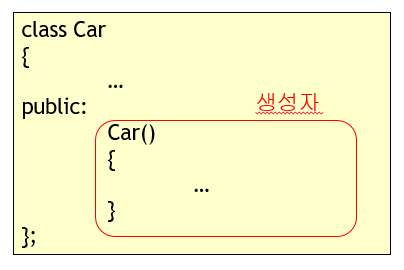 class Car
{
…
public:
생성자
Car()
{
…
}
};